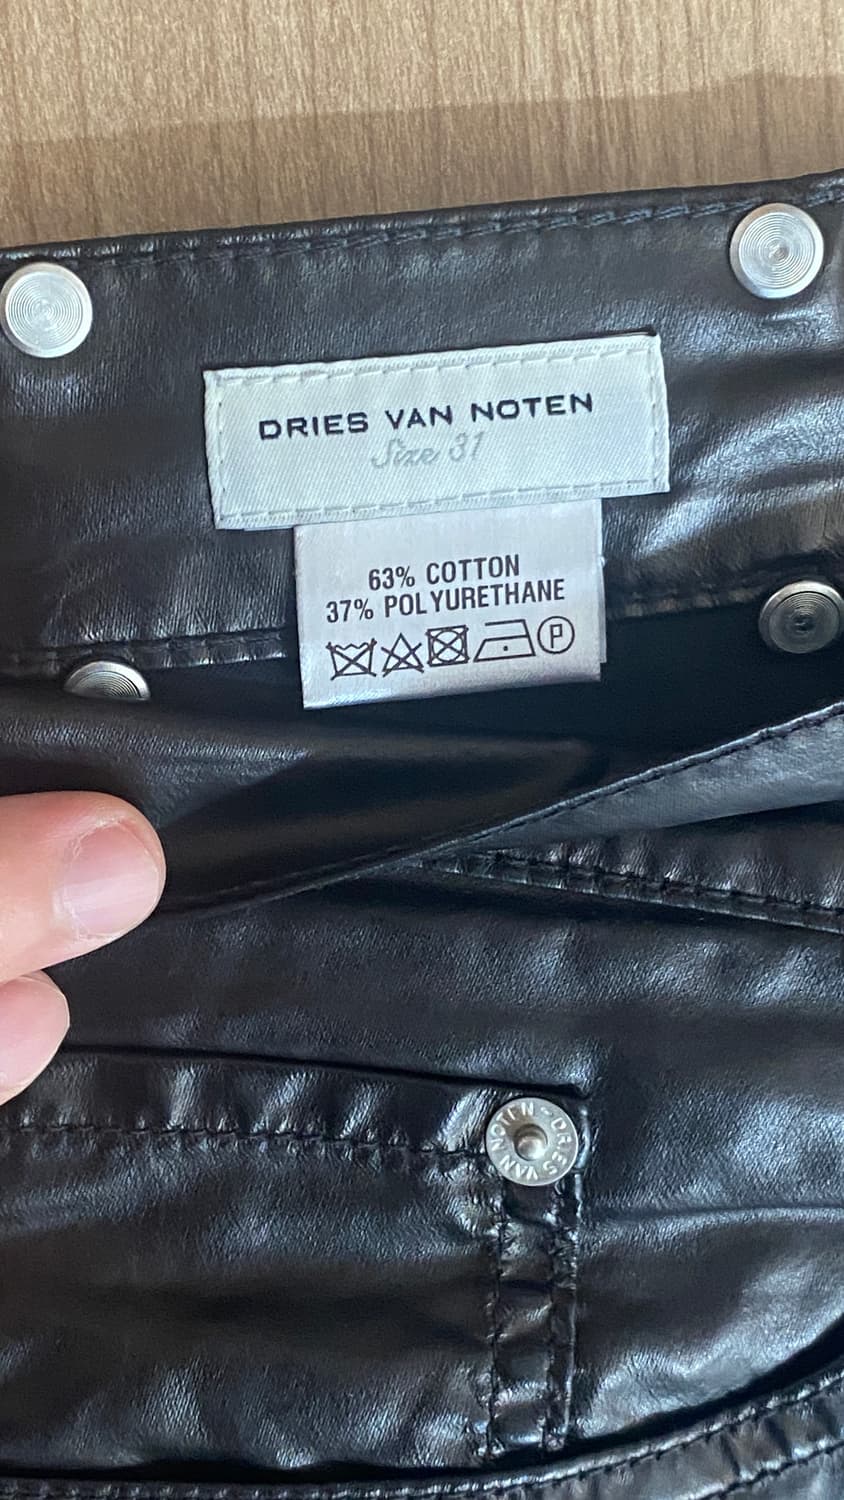 DRIES VAN NOTEN
Size 31
63% COTTON
37% POLYURETHANE
P
DRIES VAN NOTEN -